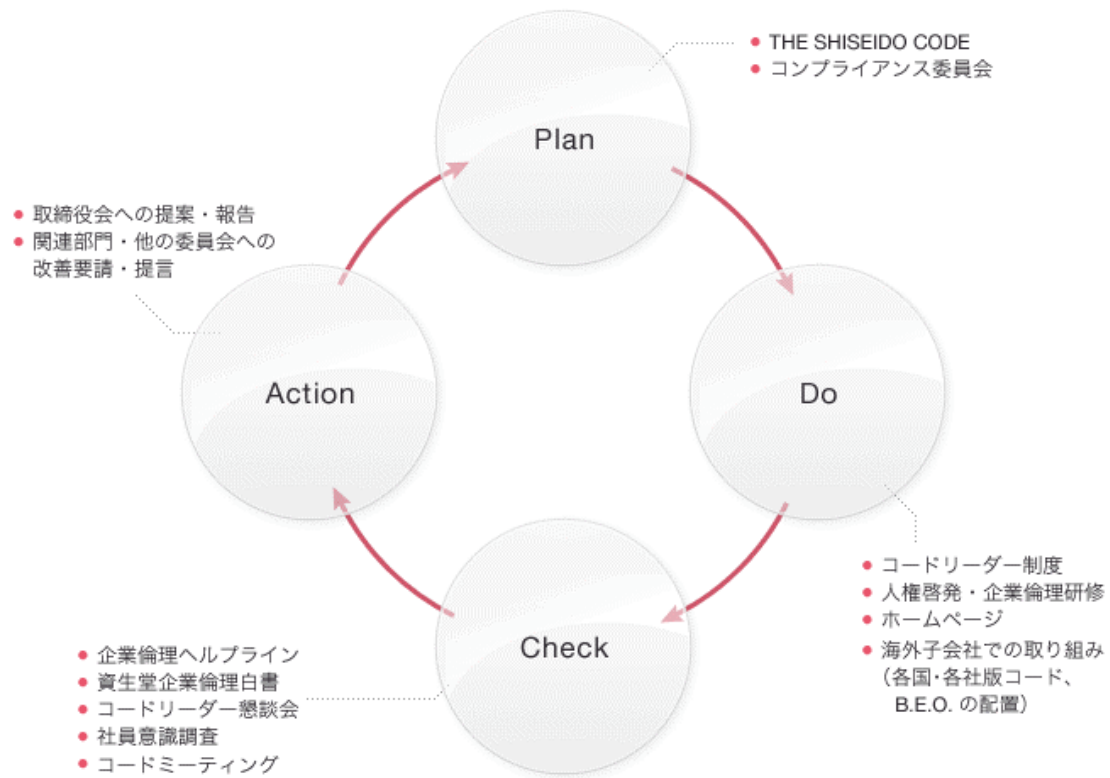 Plan
• THE SHISEIDO CODE
• コンプライアンス委員会
Do
• コードリーダー制度
• 人権啓発・企業倫理研修
• ホームページ
• 海外子会社での取り組み
（各国・各社版コード、
B.E.O. の配置）
Check
• 企業倫理ヘルプライン
• 資生堂企業倫理白書
• コードリーダー懇談会
• 社員意識調査
• コードミーティング
Action
• 取締役会への提案・報告
• 関連部門・他の委員会への
改善要請・提言